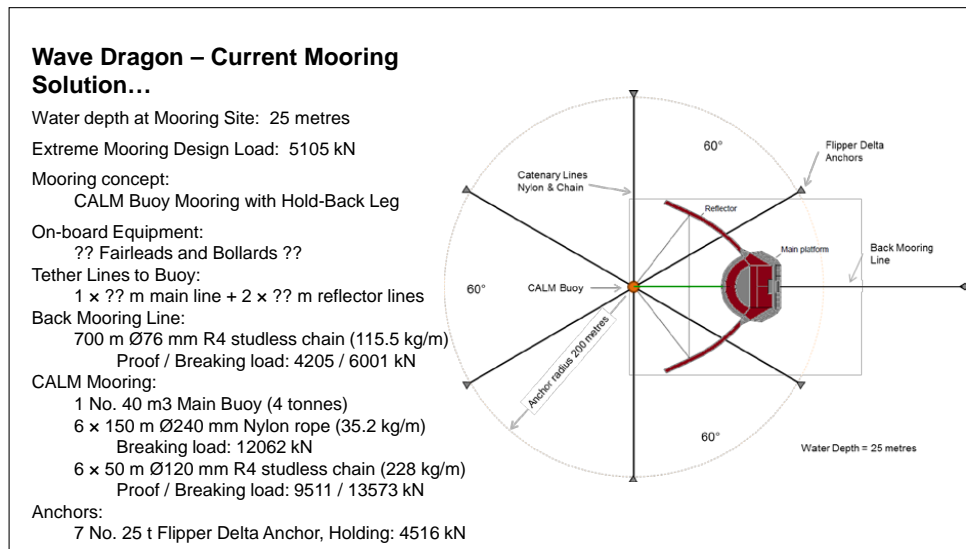 Wave Dragon – Current Mooring
Solution…
Water depth at Mooring Site: 25 metres
Extreme Mooring Design Load: 5105 kN
Mooring concept:
CALM Buoy Mooring with Hold-Back Leg
On-board Equipment:
?? Fairleads and Bollards ??
Tether Lines to Buoy:
1 × ?? m main line + 2 × ?? m reflector lines
Back Mooring Line:
700 m Ø76 mm R4 studless chain (115.5 kg/m)
Proof / Breaking load: 4205 / 6001 kN
CALM Mooring:
1 No. 40 m3 Main Buoy (4 tonnes)
6 × 150 m Ø240 mm Nylon rope (35.2 kg/m)
Breaking load: 12062 kN
6 × 50 m Ø120 mm R4 studless chain (228 kg/m)
Proof / Breaking load: 9511 / 13573 kN
Anchors:
7 No. 25 t Flipper Delta Anchor, Holding: 4516 kN
60°
Flipper Delta
Anchors
Catenary Lines
Nylon & Chain
Reflector
Main platform
Back Mooring
Line
60°
CALM Buoy
Anchor radius 200 metres
60°
Water Depth = 25 metres